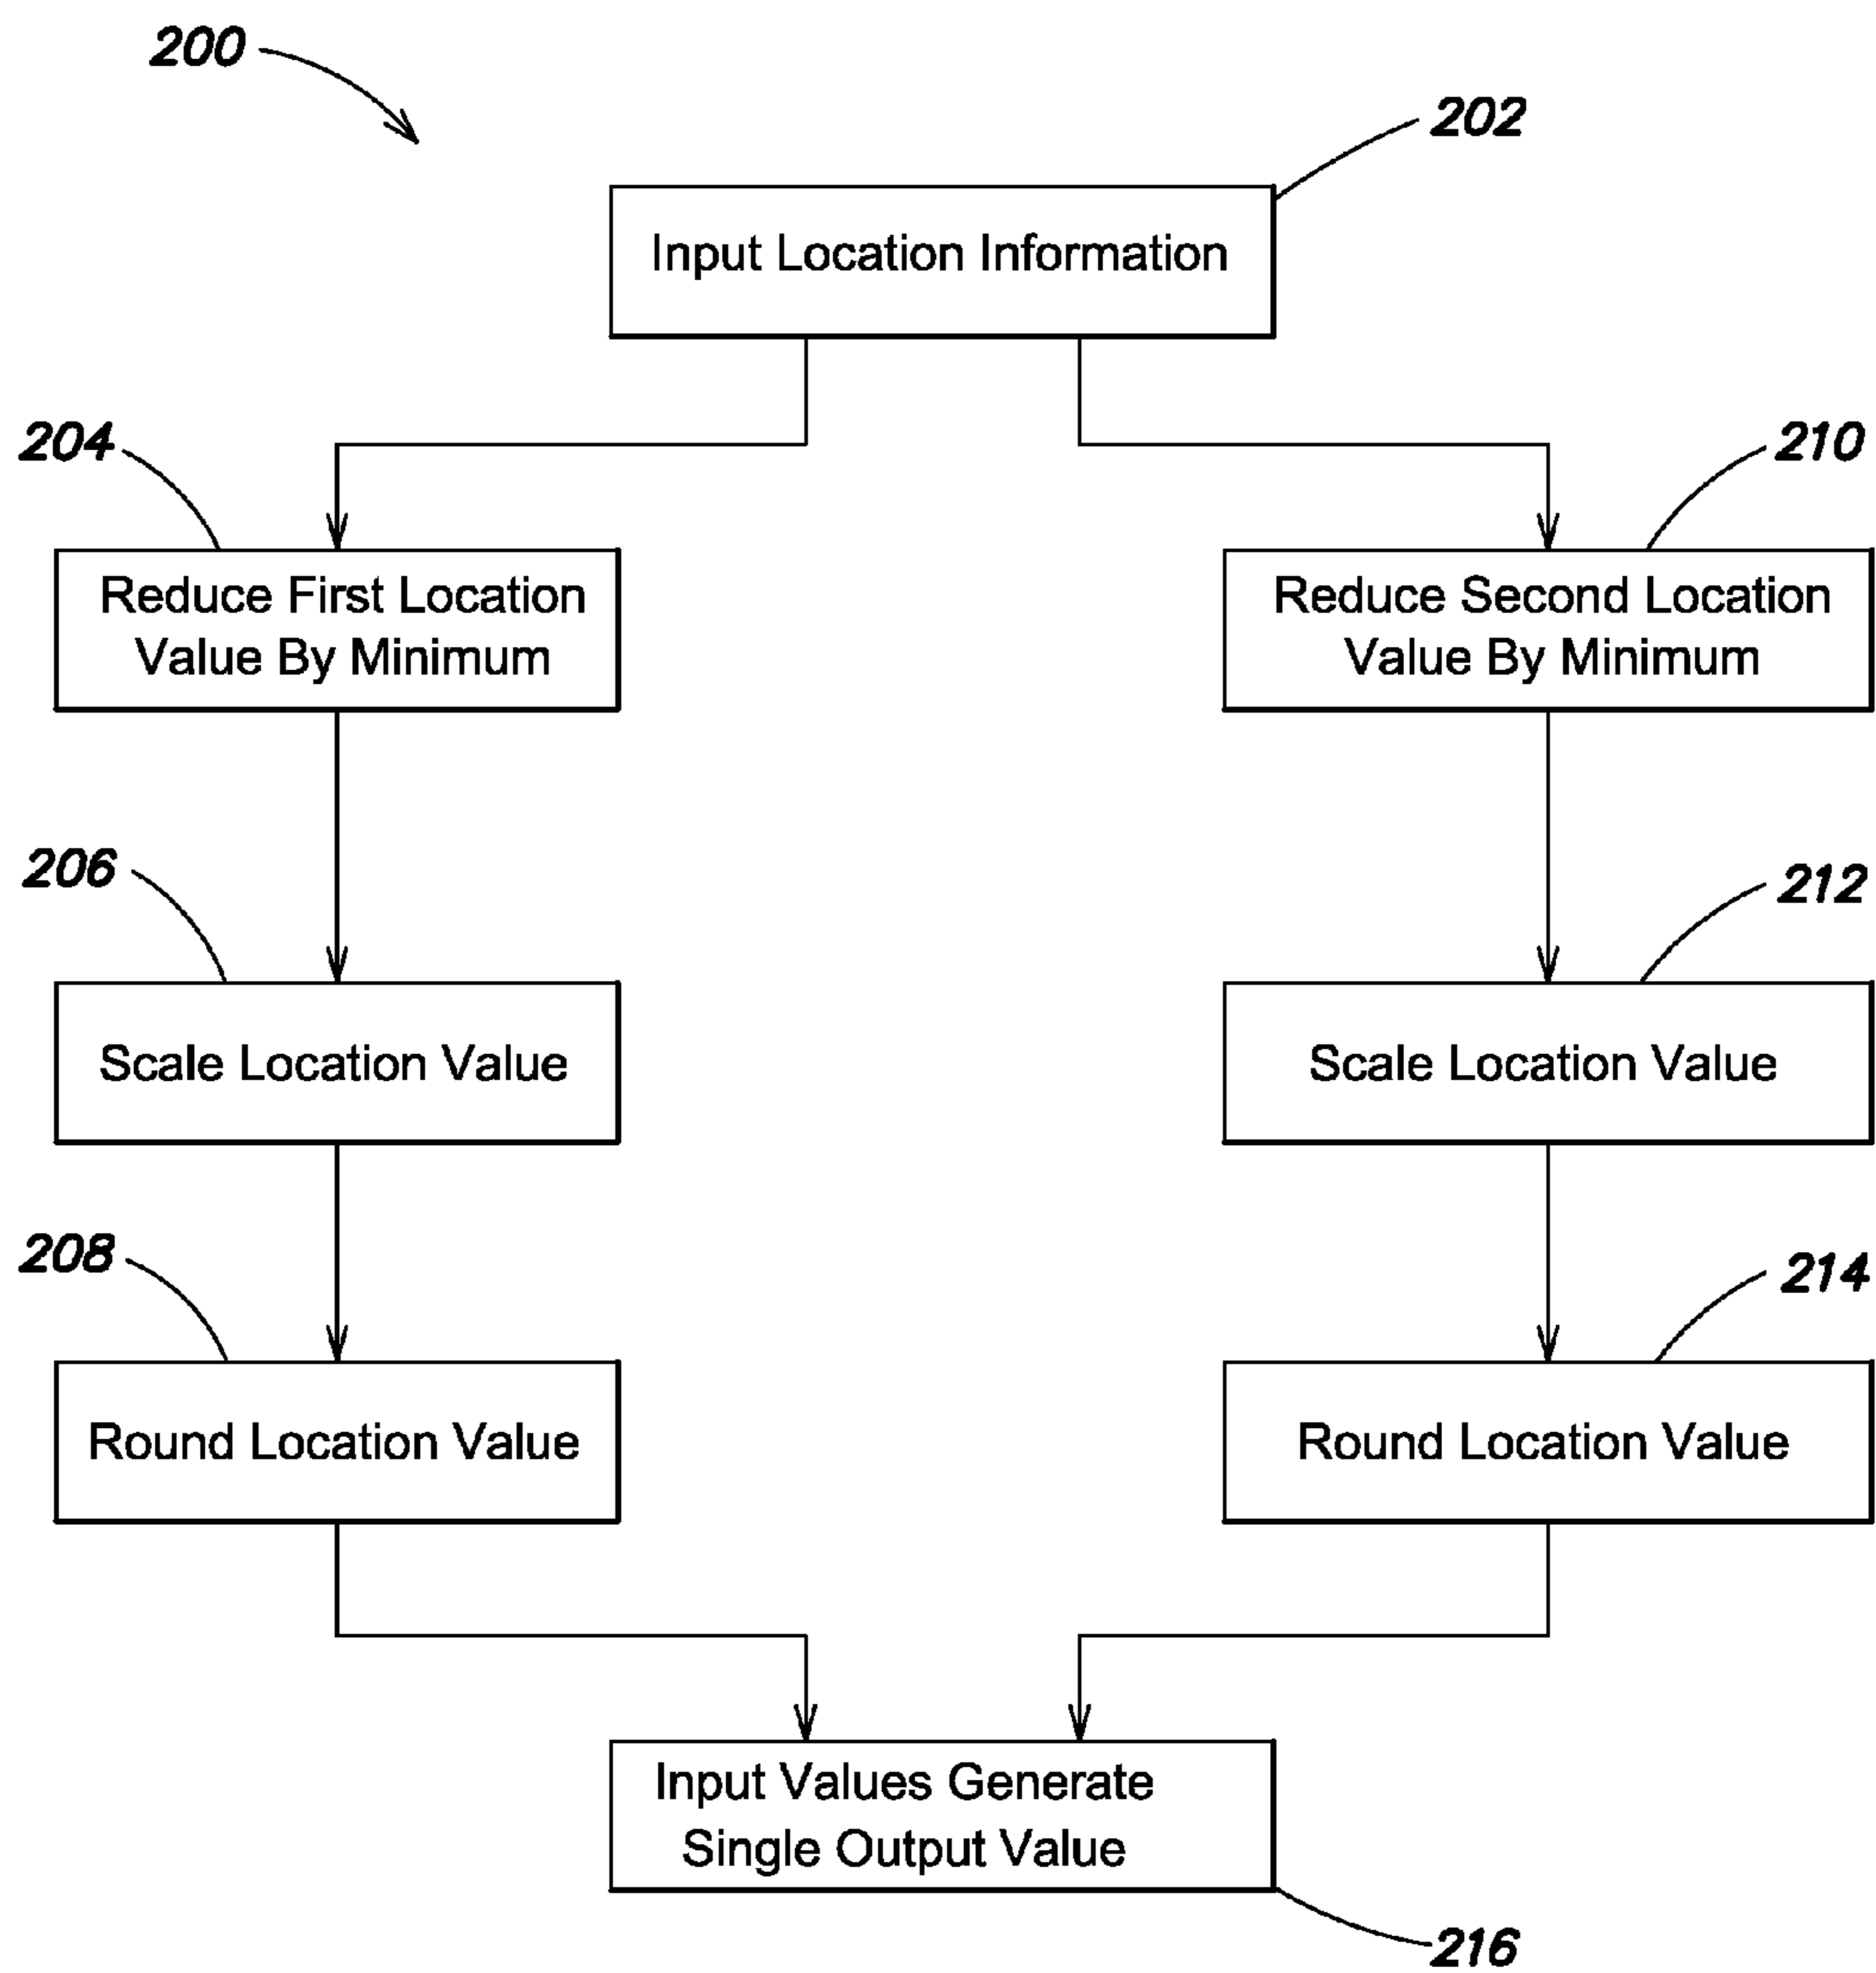 200
202
Input Location Information
204
210
Reduce First Location
Value By Minimum
Reduce Second Location
Value By Minimum
206
212
Scale Location Value
Scale Location Value
208
214
Round Location Value
Round Location Value
Input Values Generate
Single Output Value
216